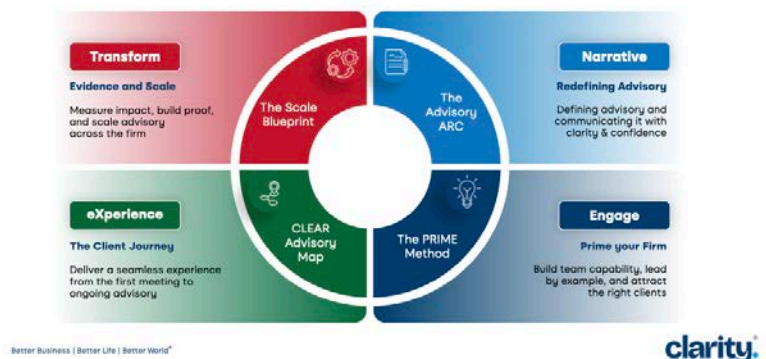 Transform
Evidence and Scale
Measure impact, build proof,
and scale advisory
across the firm
The Scale
Blueprint
The
Advisory
ARC
Narrative
Redefining Advisory
Defining advisory and
communicating it with
clarity & confidence
eXperience
The Client Journey
Deliver a seamless experience
from the first meeting to
ongoing advisory
CLEAR
Advisory
Map
The PRIME
Method
Engage
Prime your Firm
Build team capability, lead
by example, and attract
the right clients
Better Business | Better Life | Better World®
clarity: